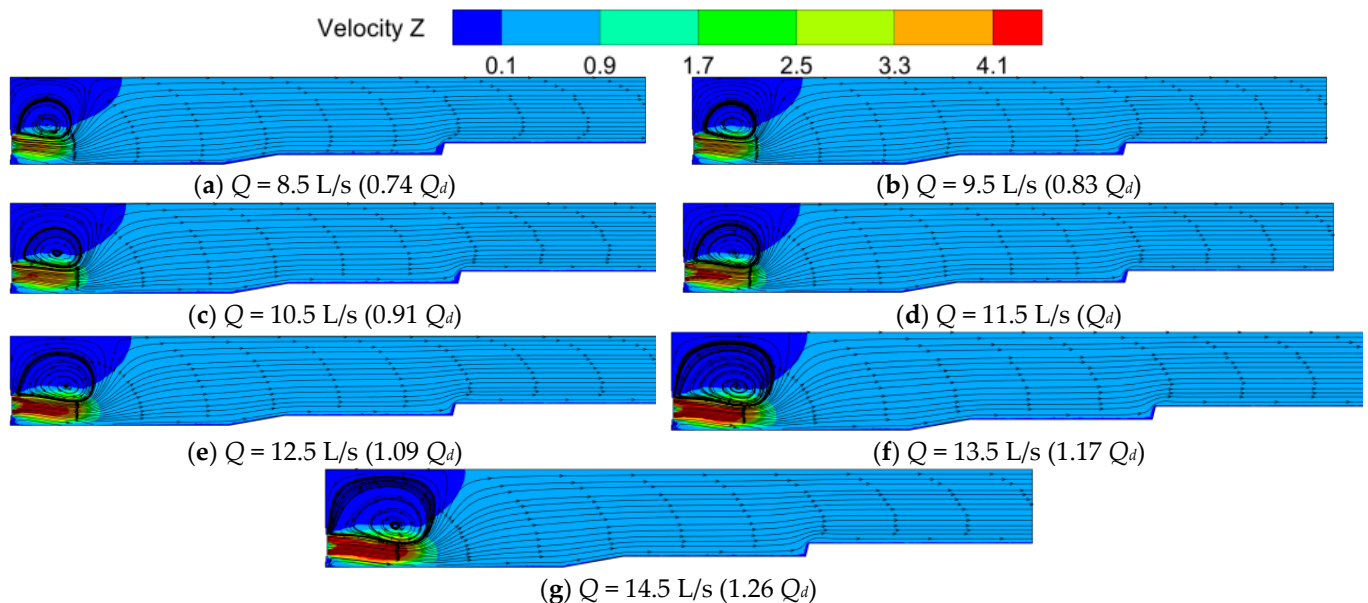 Velocity Z
0.1 0.9 1.7 2.5 3.3 4.1
(a) Q = 8.5 L/s (0.74 Qd)
(b) Q = 9.5 L/s (0.83 Qd)
(c) Q = 10.5 L/s (0.91 Qd)
(d) Q = 11.5 L/s (Qd)
(e) Q = 12.5 L/s (1.09 Qd)
(f) Q = 13.5 L/s (1.17 Qd)
(g) Q = 14.5 L/s (1.26 Qd)